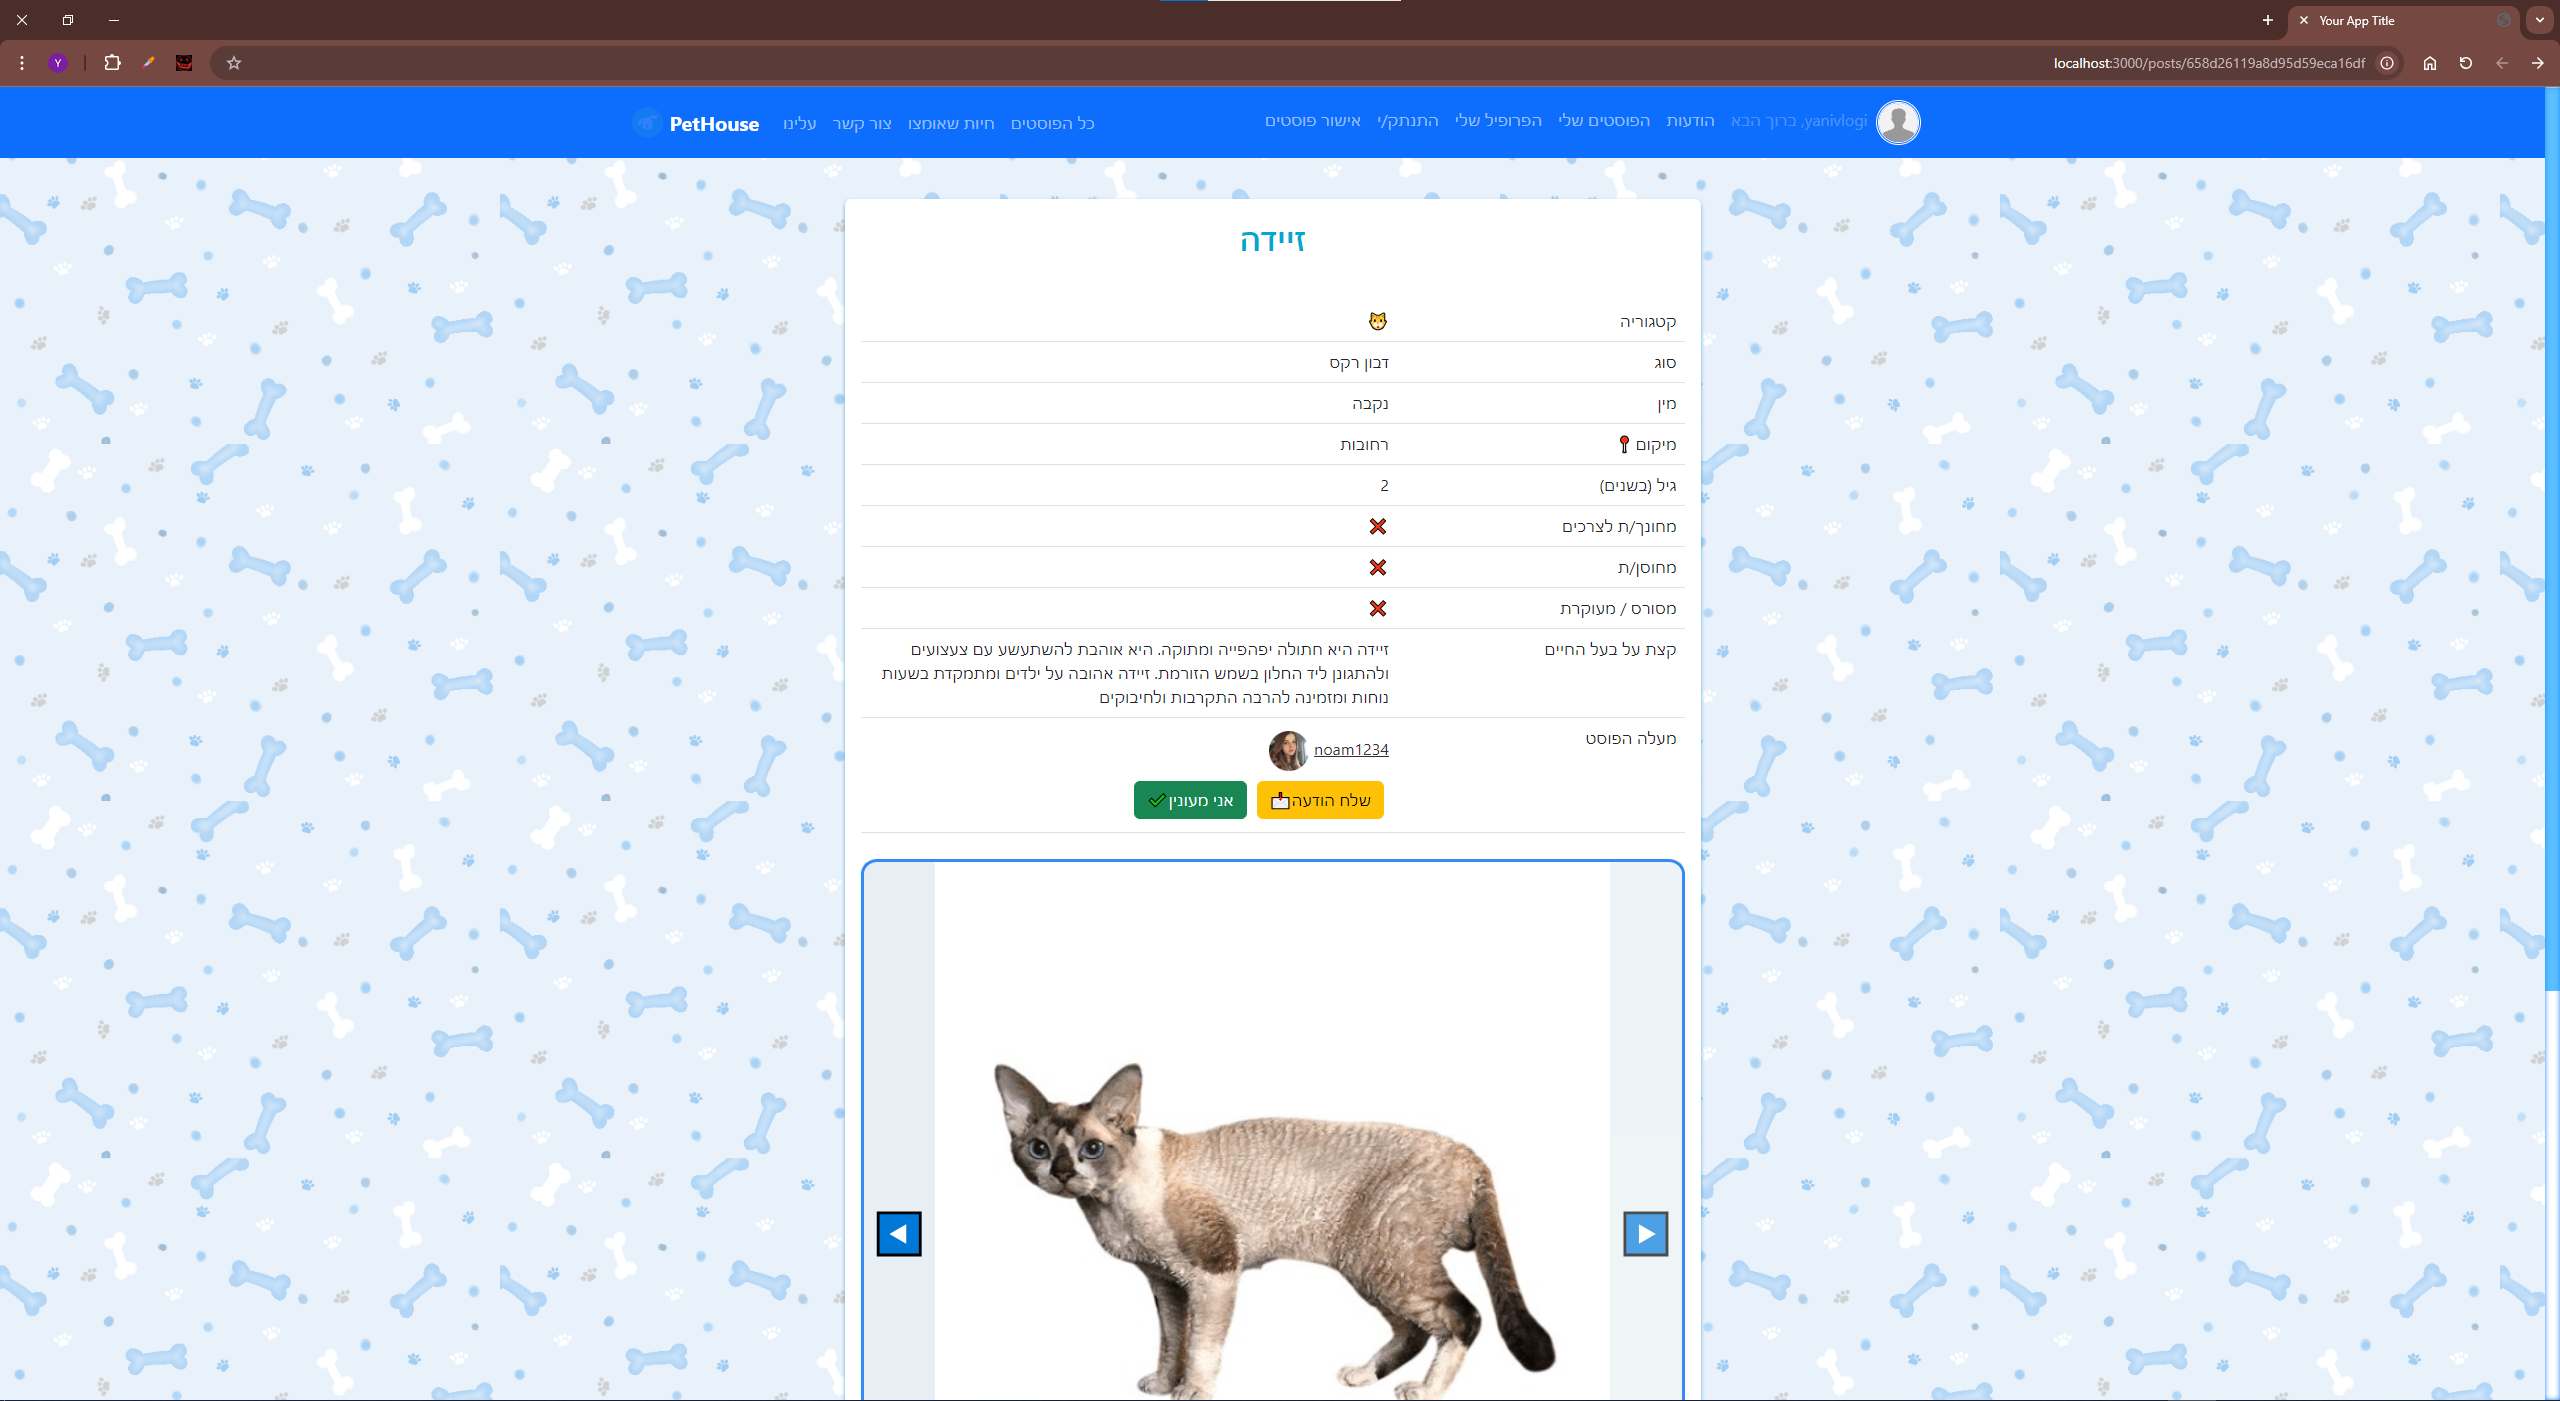 Your App Title
localhost:3000/posts/658d26119a8d95d59eca16df
Y
PetHouse
עלינו
צור קשר
חיות שאומצו
כל הפוסטים
אישור פוסטים
התנתק/י
הפרופיל שלי
הפוסטים שלי
הודעות
ברוך הבא ,yanivlogi
זיידה
קטגוריה
סוג דבון רקס
מין נקבה
מיקום רחובות
גיל (בשנים) 2
מחונך/ת לצרכים
מחוסן/ת
מסורס / מעוקרת
קצת על בעל החיים זיידה היא חתולה יפהפייה ומתוקה. היא אוהבת להשתעשע עם צעצועים
ולהתגונן ליד החלון בשמש הזורמת. זיידה אהובה על ילדים ומתמקדת בשעות
נוחות ומזמינה להרבה התקרבות ולחיבוקים
מעלה הפוסט noam1234
שלח הודעה אני מעונין